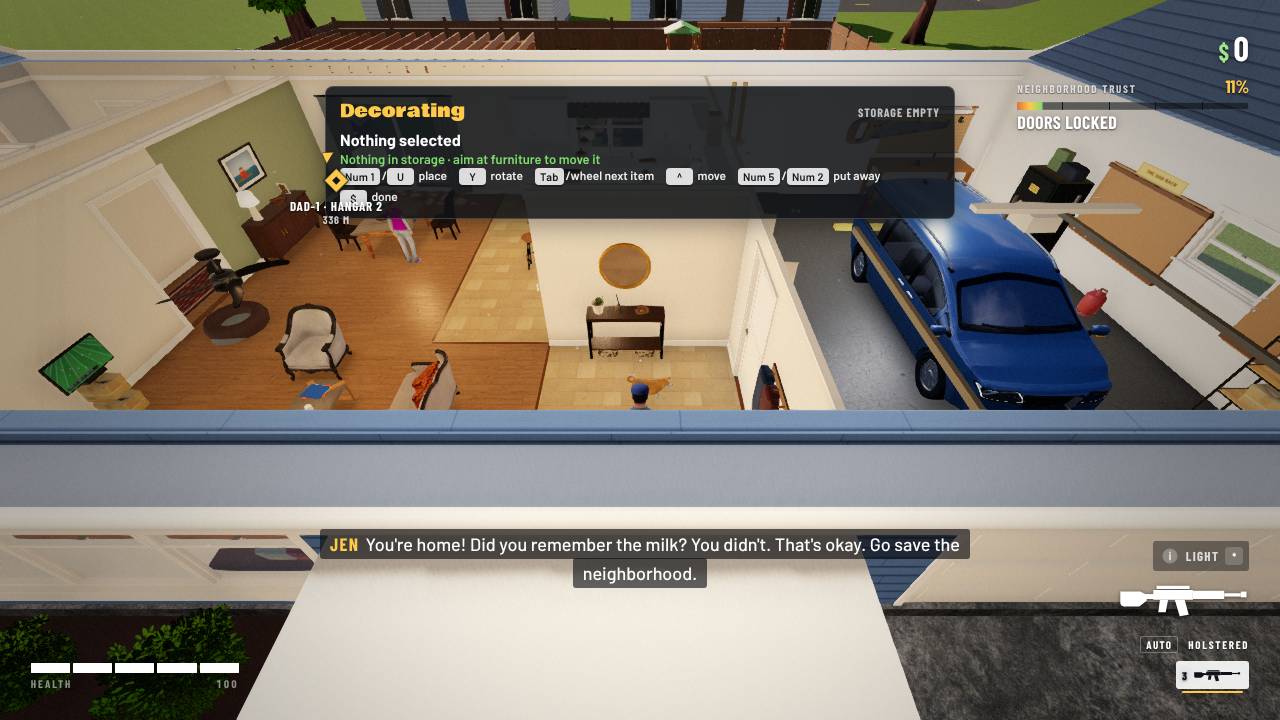 $ 0
NEIGHBORHOOD TRUST 11%
DOORS LOCKED
Decorating
STORAGE EMPTY
Nothing selected
Nothing in storage · aim at furniture to move it
Num 1 / U place Y rotate Tab /wheel next item ^ move Num 5 / Num 2 put away
$ done
DAD-1 · HANGAR 2
336 M
JEN You're home! Did you remember the milk? You didn't. That's okay. Go save the
neighborhood.
LIGHT *
AUTO HOLSTERED
3
HEALTH 100